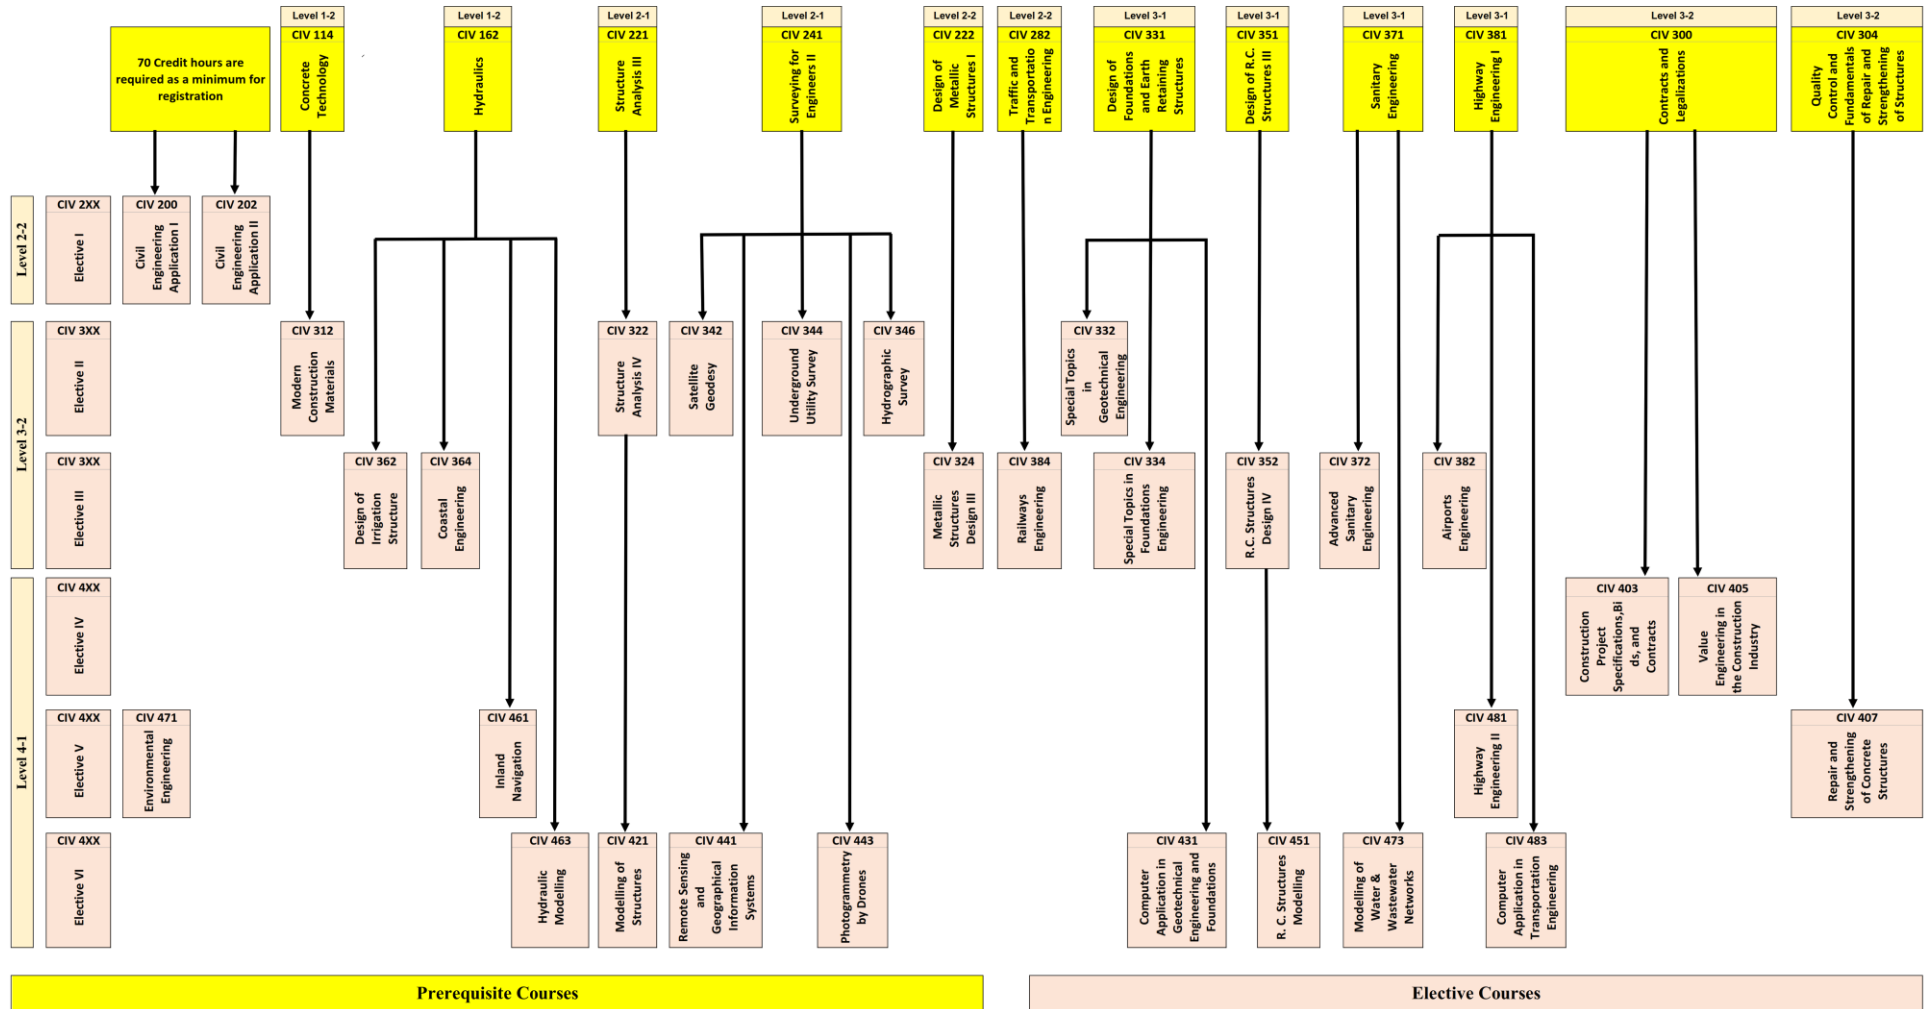 Level 1-2
Level 1-2
Level 2-1
Level 2-1
Level 2-2
Level 2-2
Level 3-1
Level 3-1
Level 3-1
Level 3-1
Level 3-2
Level 3-2
70 Credit hours are
required as a minimum for
registration
CIV 114
Concrete
Technology
CIV 162
Hydraulics
CIV 221
Structure
Analysis III
CIV 241
Surveying for
Engineers II
CIV 222
Design of
Metallic
Structures I
CIV 282
Traffic and
Transportatio
n Engineering
CIV 331
Design of
Foundations
and Earth
Retaining
Structures
CIV 351
Design of R.C.
Structures III
CIV 371
Sanitary
Engineering
CIV 381
Highway
Engineering I
CIV 300
Contracts and
Legalizations
CIV 304
Quality
Control and
Fundamentals
of Repair and
Strengthening
of Structures
Level 2-2
CIV 2XX
Elective I
CIV 200
Civil
Engineering
Application I
CIV 202
Civil
Engineering
Application II
Level 3-2
CIV 3XX
Elective II
CIV 312
Modern
Construction
Materials
CIV 322
Structure
Analysis IV
CIV 342
Satellite
Geodesy
CIV 344
Underground
Utility Survey
CIV 346
Hydrographic
Survey
CIV 332
Special Topics
in
Geotechnical
Engineering
CIV 3XX
Elective III
CIV 362
Design of
Irrigation
Structure
CIV 364
Coastal
Engineering
CIV 324
Metallic
Structures
Design III
CIV 384
Railways
Engineering
CIV 334
Special Topics in
Foundations
Engineering
CIV 352
R.C. Structures
Design IV
CIV 372
Advanced
Sanitary
Engineering
CIV 382
Airports
Engineering
Level 4-1
CIV 4XX
Elective IV
CIV 403
Construction
Project
Specifications,Bi
ds, and
Contracts
CIV 405
Value
Engineering in
the Construction
Industry
CIV 4XX
Elective V
CIV 471
Environmental
Engineering
CIV 461
Inland
Navigation
CIV 481
Highway
Engineering II
CIV 407
Repair and
Strengthening
of Concrete
Structures
CIV 4XX
Elective VI
CIV 463
Hydraulic
Modelling
CIV 421
Modelling of
Structures
CIV 441
Remote Sensing
and
Geographical
Information
Systems
CIV 443
Photogrammetry
by Drones
CIV 431
Computer
Application in
Geotechnical
Engineering and
Foundations
CIV 451
R. C. Structures
Modelling
CIV 473
Modelling of
Water &
Wastewater
Networks
CIV 483
Computer
Application in
Transportation
Engineering
Prerequisite Courses
Elective Courses